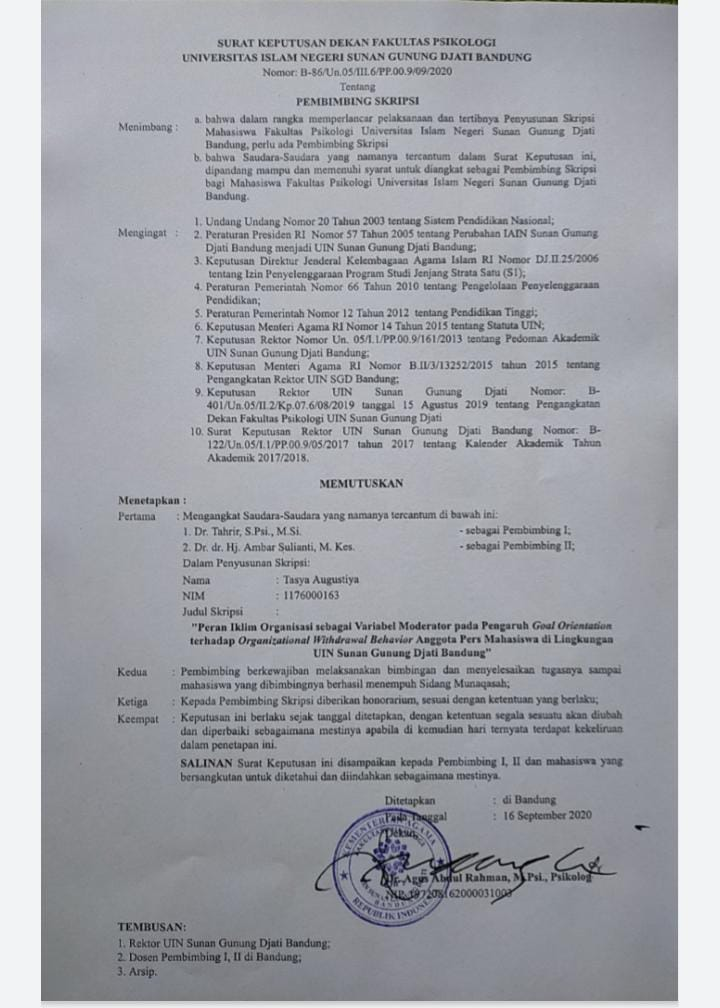 SURAT KEPUTUSAN DEKAN FAKULTAS PSIKOLOGI
UNIVERSITAS ISLAM NEGERI SUNAN GUNUNG DJATI BANDUNG
Nomor: B-86/Un.05/III.6/PP.00.9/09/2020
Tentang
PEMBIMBING SKRIPSI
Menimbang : a. bahwa dalam rangka memperlancar pelaksanaan dan tertibnya Penyusunan Skripsi
Mahasiswa Fakultas Psikologi Universitas Islam Negeri Sunan Gunung Djati
Bandung, perlu ada Pembimbing Skripsi
b. bahwa Saudara-Saudara yang namanya tercantum dalam Surat Keputusan ini,
dipandang mampu dan memenuhi syarat untuk diangkat sebagai Pembimbing Skripsi
bagi Mahasiswa Fakultas Psikologi Universitas Islam Negeri Sunan Gunung Djati
Bandung.
1. Undang Undang Nomor 20 Tahun 2003 tentang Sistem Pendidikan Nasional;
Mengingat : 2. Peraturan Presiden RI Nomor 57 Tahun 2005 tentang Perubahan IAIN Sunan Gunung
Djati Bandung menjadi UIN Sunan Gunung Djati Bandung;
3. Keputusan Direktur Jenderal Kelembagaan Agama Islam RI Nomor DJ.II.25/2006
tentang Izin Penyelenggaraan Program Studi Jenjang Strata Satu (S1);
4. Peraturan Pemerintah Nomor 66 Tahun 2010 tentang Pengelolaan Penyelenggaraan
Pendidikan;
5. Peraturan Pemerintah Nomor 12 Tahun 2012 tentang Pendidikan Tinggi;
6. Keputusan Menteri Agama RI Nomor 14 Tahun 2015 tentang Statuta UIN;
7. Keputusan Rektor Nomor Un. 05/I.1/PP.00.9/161/2013 tentang Pedoman Akademik
UIN Sunan Gunung Djati Bandung;
8. Keputusan Menteri Agama RI Nomor B.II/3/13252/2015 tahun 2015 tentang
Pengangkatan Rektor UIN SGD Bandung;
9. Keputusan Rektor UIN Sunan Gunung Djati Nomor: B-
401/Un.05/II.2/Kp.07.6/08/2019 tanggal 15 Agustus 2019 tentang Pengangkatan
Dekan Fakultas Psikologi UIN Sunan Gunung Djati
10. Surat Keputusan Rektor UIN Sunan Gunung Djati Bandung Nomor: B-
122/Un.05/I.1/PP.00.9/05/2017 tahun 2017 tentang Kalender Akademik Tahun
Akademik 2017/2018.
MEMUTUSKAN
Menetapkan :
Pertama : Mengangkat Saudara-Saudara yang namanya tercantum di bawah ini:
1. Dr. Tahrir, S.Psi., M.Si. - sebagai Pembimbing I;
2. Dr. dr. Hj. Ambar Sulianti, M. Kes. - sebagai Pembimbing II;
Dalam Penyusunan Skripsi:
Nama : Tasya Augustiya
NIM : 1176000163
Judul Skripsi :
"Peran Iklim Organisasi sebagai Variabel Moderator pada Pengaruh Goal Orientation
terhadap Organizational Withdrawal Behavior Anggota Pers Mahasiswa di Lingkungan
UIN Sunan Gunung Djati Bandung"
Kedua : Pembimbing berkewajiban melaksanakan bimbingan dan menyelesaikan tugasnya sampai
mahasiswa yang dibimbingnya berhasil menempuh Sidang Munaqasah;
Ketiga : Kepada Pembimbing Skripsi diberikan honorarium, sesuai dengan ketentuan yang berlaku;
Keempat : Keputusan ini berlaku sejak tanggal ditetapkan, dengan ketentuan segala sesuatu akan diubah
dan diperbaiki sebagaimana mestinya apabila di kemudian hari ternyata terdapat kekeliruan
dalam penetapan ini.
SALINAN Surat Keputusan ini disampaikan kepada Pembimbing I, II dan mahasiswa yang
bersangkutan untuk diketahui dan diindahkan sebagaimana mestinya.
Ditetapkan : di Bandung
Pada Tanggal : 16 September 2020
Dekan,
KEMENTERIAN AGAMA
BANDUNG
REPUBLIK INDONESIA
Dr. Agus Abdul Rahman, M.Psi., Psikolog
NIP. 197208162000031003
TEMBUSAN:
1. Rektor UIN Sunan Gunung Djati Bandung;
2. Dosen Pembimbing I, II di Bandung;
3. Arsip.